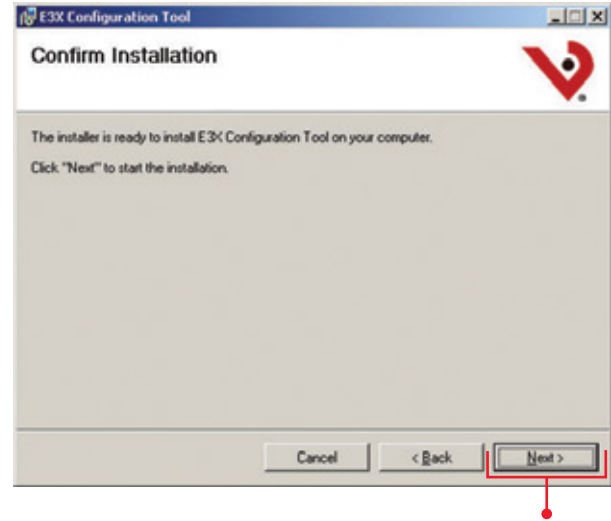 E3X Configuration Tool
Confirm Installation
The installer is ready to install E3X Configuration Tool on your computer.
Click "Next" to start the installation.
Cancel
< Back
Next >